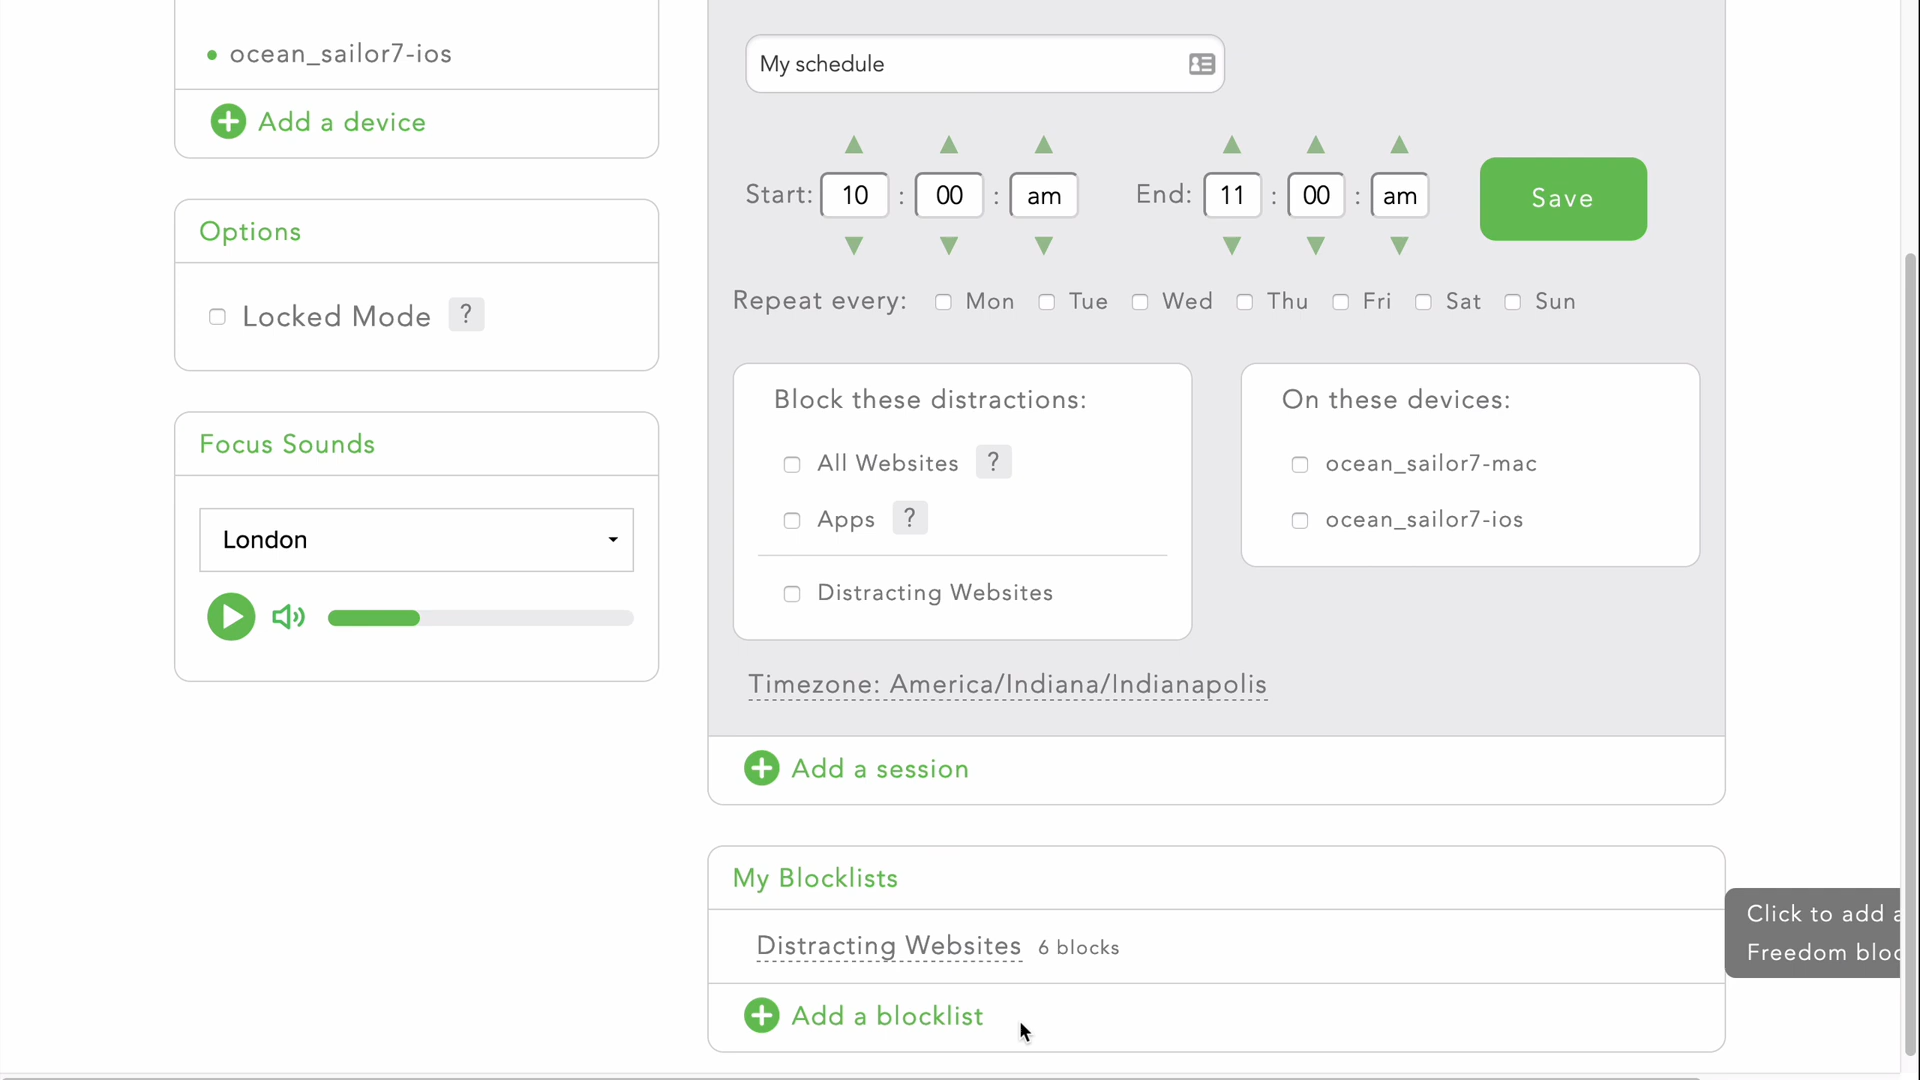 ocean_sailor7-ios
Add a device
Options
Locked Mode ?
Focus Sounds
London
My schedule
Start: 10 : 00 : am End: 11 : 00 : am Save
Repeat every: Mon Tue Wed Thu Fri Sat Sun
Block these distractions:
All Websites ?
Apps ?
Distracting Websites
On these devices:
ocean_sailor7-mac
ocean_sailor7-ios
Timezone: America/Indiana/Indianapolis
Add a session
My Blocklists
Distracting Websites 6 blocks
Add a blocklist
Click to add
Freedom